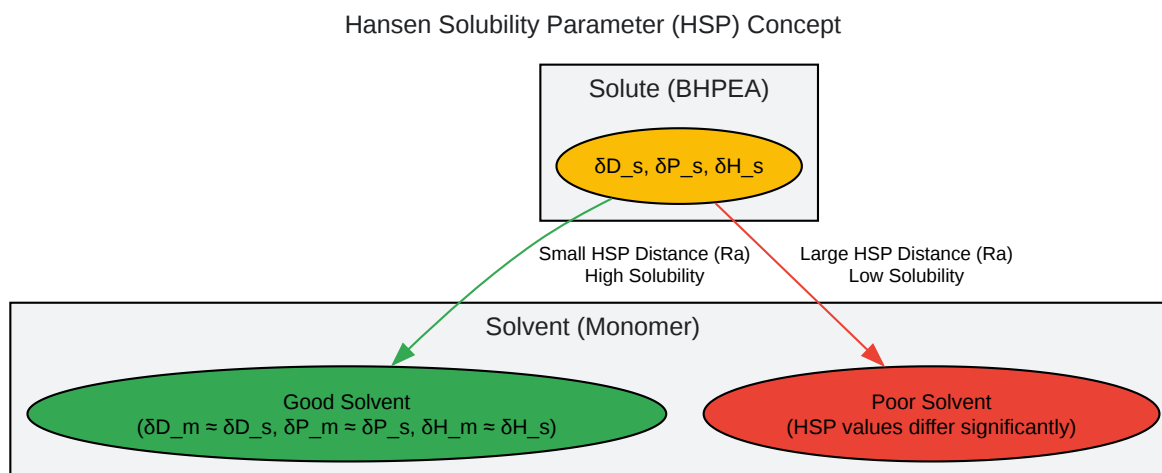 Hansen Solubility Parameter (HSP) Concept
Solute (BHPEA)
δD_s, δP_s, δH_s
Small HSP Distance (Ra)
High Solubility
Large HSP Distance (Ra)
Low Solubility
Solvent (Monomer)
Good Solvent
(δD_m ≈ δD_s, δP_m ≈ δP_s, δH_m ≈ δH_s)
Poor Solvent
(HSP values differ significantly)